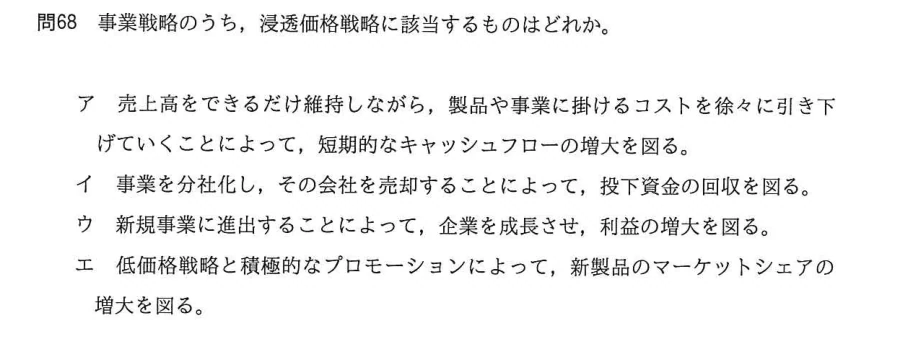 問68 事業戦略のうち，浸透価格戦略に該当するものはどれか。
ア 売上高をできるだけ維持しながら，製品や事業に掛けるコストを徐々に引き下
げていくことによって，短期的なキャッシュフローの増大を図る。
イ 事業を分社化し，その会社を売却することによって，投下資金の回収を図る。
ウ 新規事業に進出することによって，企業を成長させ，利益の増大を図る。
エ 低価格戦略と積極的なプロモーションによって，新製品のマーケットシェアの
増大を図る。